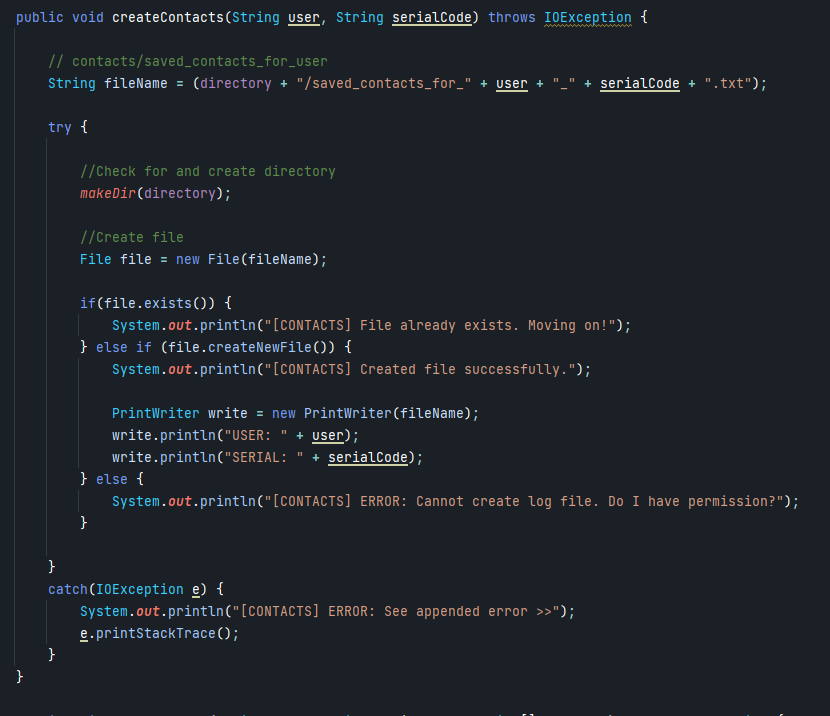 public void createContacts(String user, String serialCode) throws IOException {
// contacts/saved_contacts_for_user
String fileName = (directory + "/saved_contacts_for_" + user + "_" + serialCode + ".txt");
try {
//Check for and create directory
makeDir(directory);
//Create file
File file = new File(fileName);
if(file.exists()) {
System.out.println("[CONTACTS] File already exists. Moving on!");
} else if (file.createNewFile()) {
System.out.println("[CONTACTS] Created file successfully.");
PrintWriter write = new PrintWriter(fileName);
write.println("USER: " + user);
write.println("SERIAL: " + serialCode);
} else {
System.out.println("[CONTACTS] ERROR: Cannot create log file. Do I have permission?");
}
}
catch(IOException e) {
System.out.println("[CONTACTS] ERROR: See appended error >>");
e.printStackTrace();
}
}